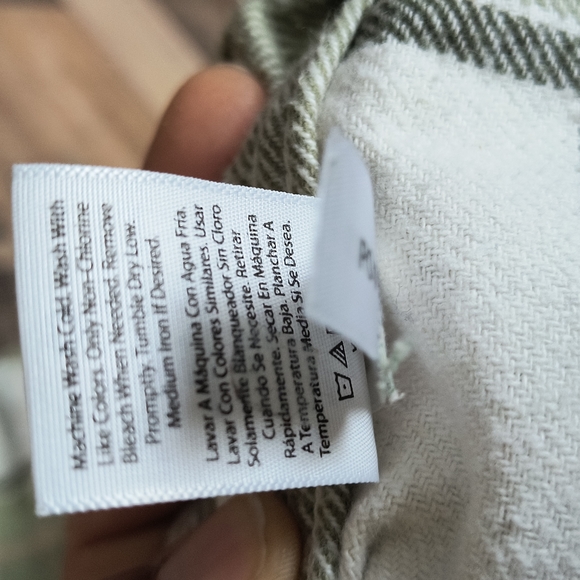 Machine Wash Cold. Wash With
Like Colors. Only Non-Chlorine
Bleach When Needed. Remove
Promptly. Tumble Dry Low.
Medium Iron If Desired.
Lavar A Máquina Con Agua Fria.
Lavar Con Colores Similares. Usar
Solamente Blanqueador Sin Cloro
Cuando Se Necesite. Retirar
Rápidamente. Secar En Máquina
A Temperatura Baja. Planchar A
Temperatura Media Si Se Desea.